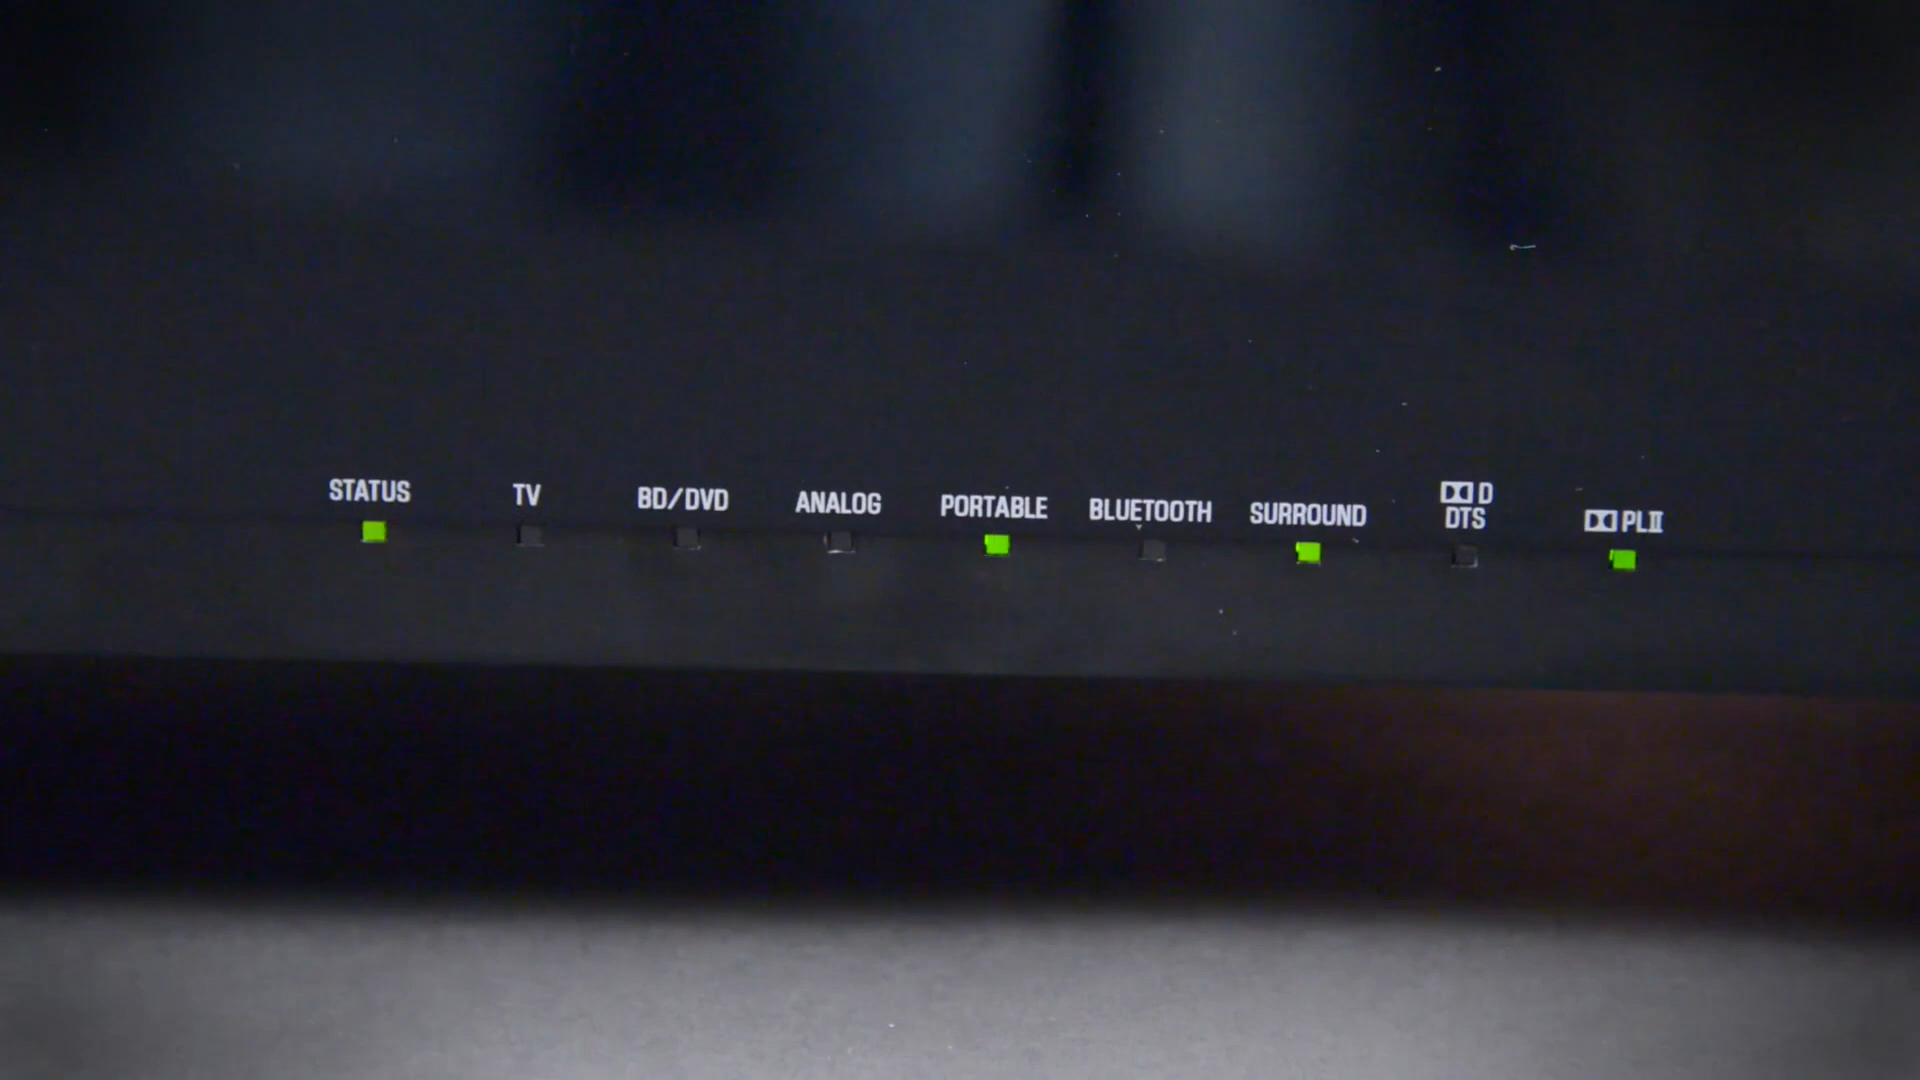 STATUS
TV
BD/DVD
ANALOG
PORTABLE
BLUETOOTH
SURROUND
D
DTS
PLII